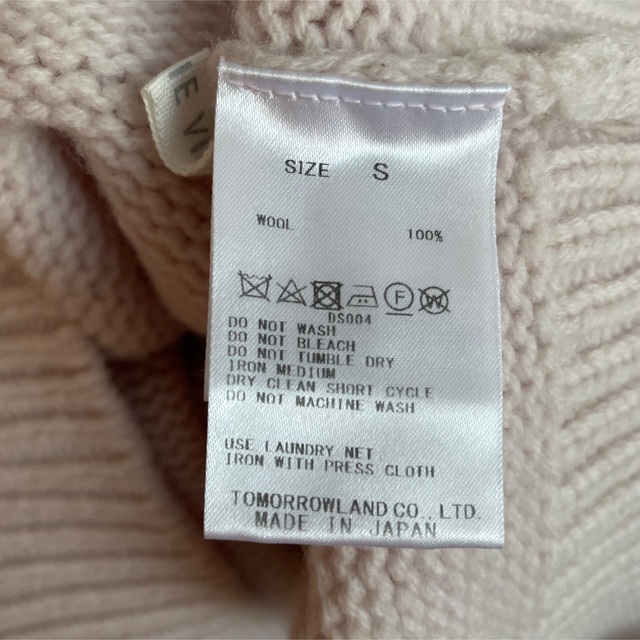 SIZE S
WOOL 100%
F W
DS004
DO NOT WASH
DO NOT BLEACH
DO NOT TUMBLE DRY
IRON MEDIUM
DRY CLEAN SHORT CYCLE
DO NOT MACHINE WASH
USE LAUNDRY NET
IRON WITH PRESS CLOTH
TOMORROWLAND CO., LTD.
MADE IN JAPAN